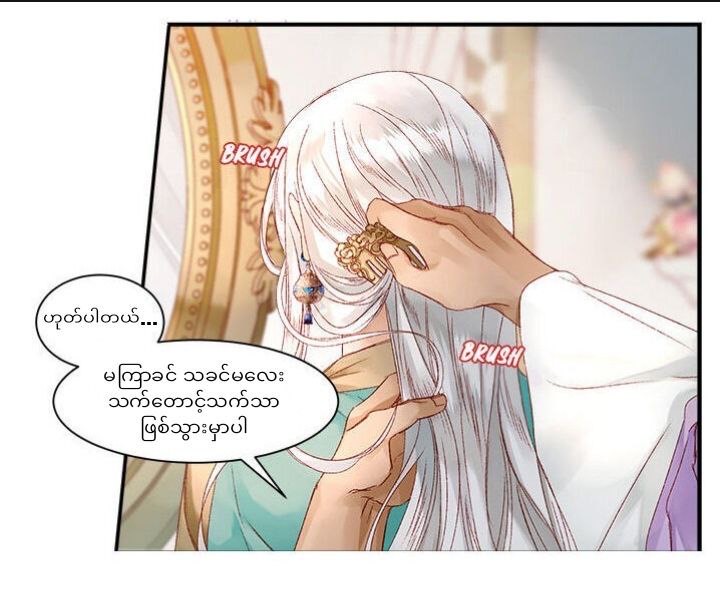 BRUSH
ဟုတ်ပါတယ်...
BRUSH
မကြာခင် သခင်မလေး
သက်တောင့်သက်သာ
ဖြစ်သွားမှာပါ